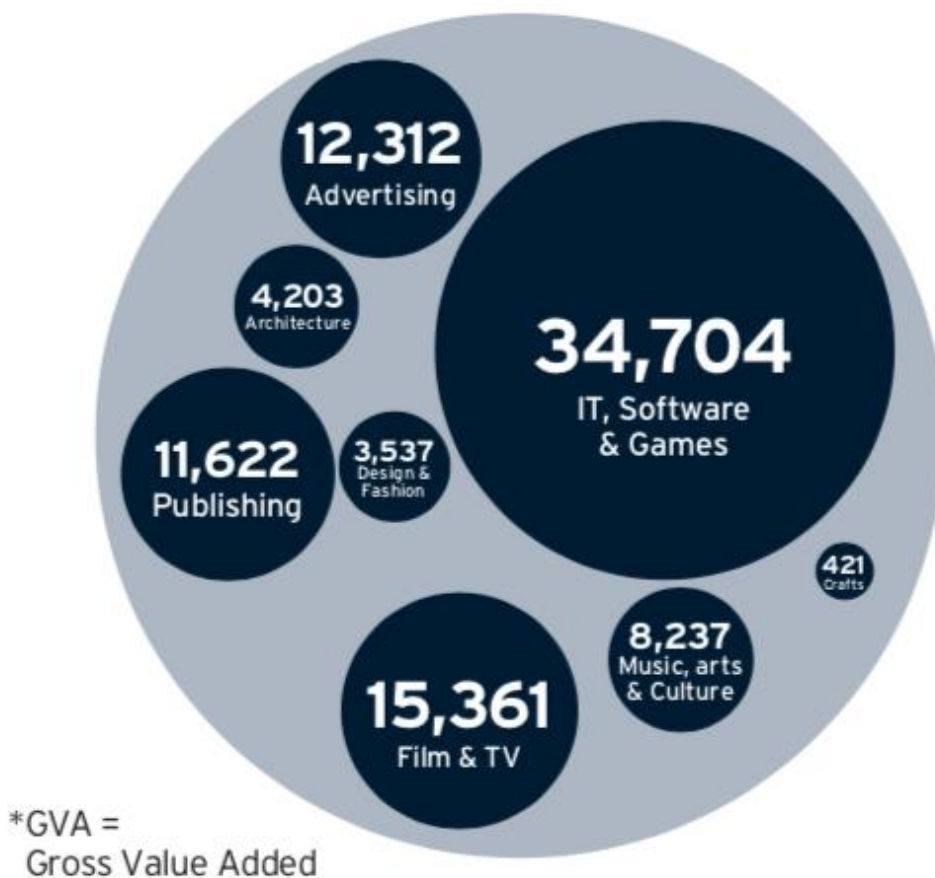 12,312
Advertising
4,203
Architecture
34,704
IT, Software
& Games
11,622
Publishing
3,537
Design &
Fashion
421
Crafts
8,237
Music, arts
& Culture
15,361
Film & TV
*GVA =
Gross Value Added